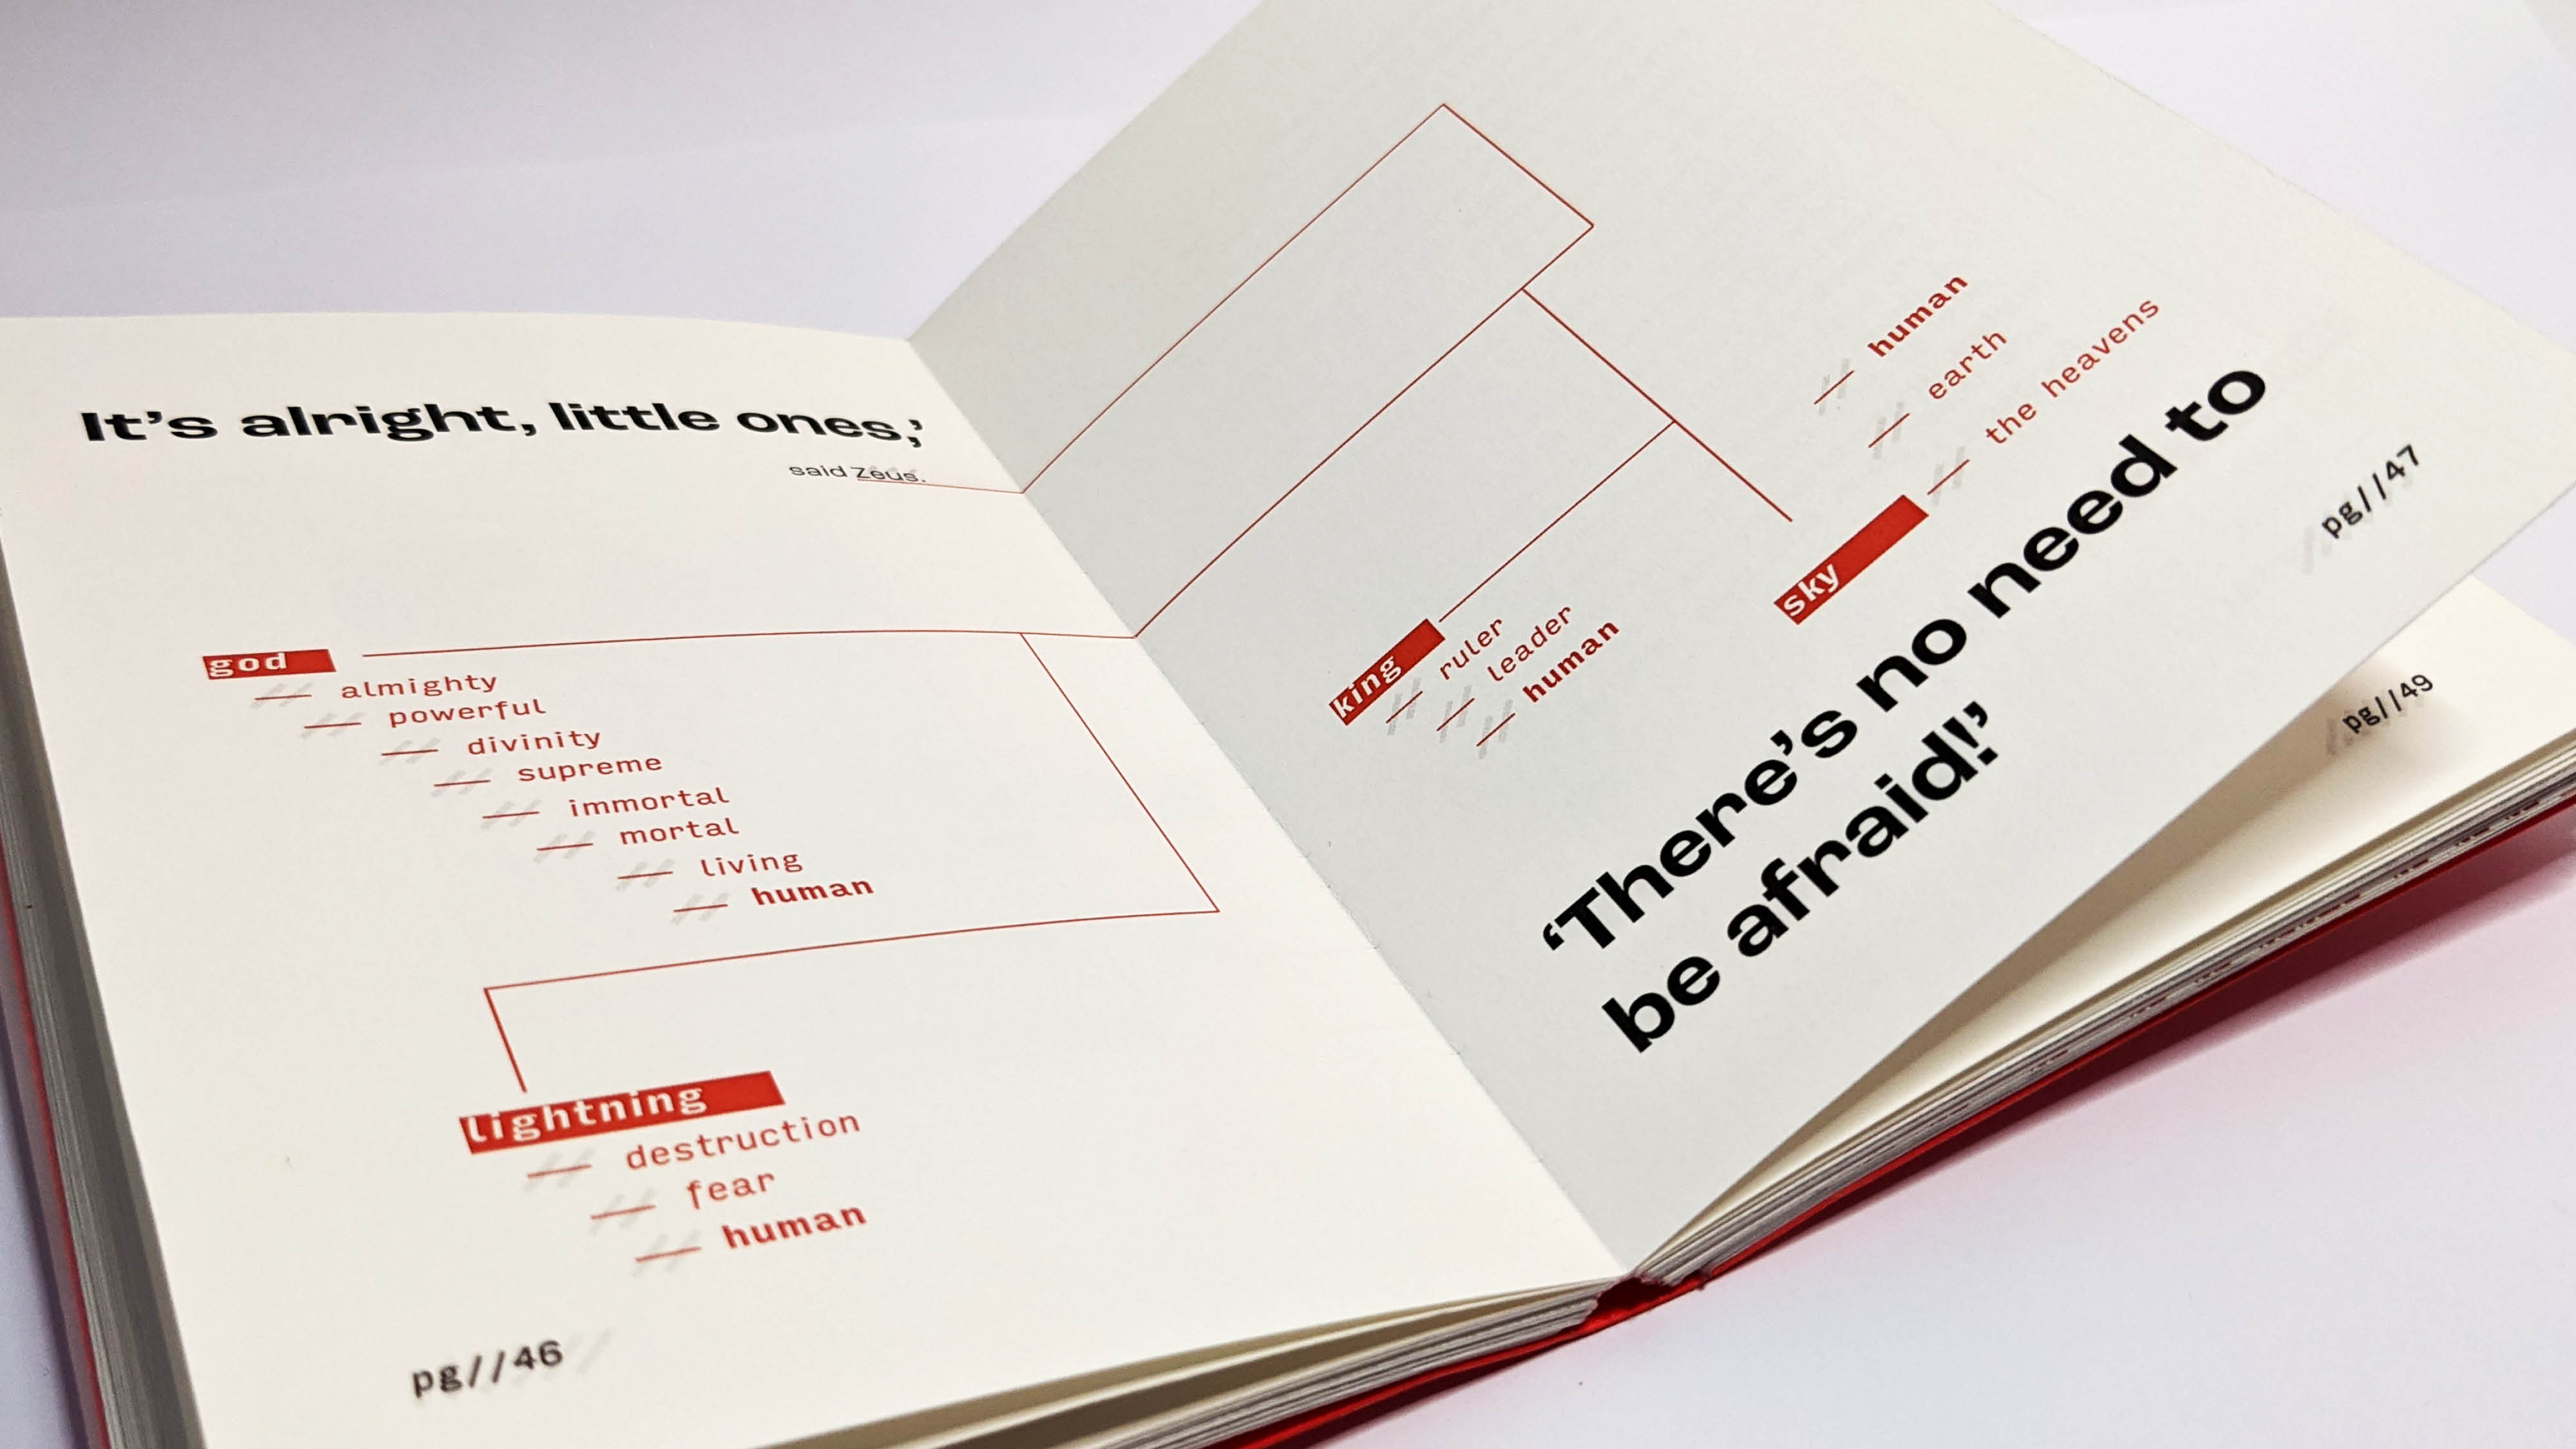 It’s alright, little ones,’
said Zeus.
god
almighty
powerful
divinity
supreme
immortal
mortal
living
human
lightning
destruction
fear
human
pg//46
human
earth
the heavens
sky
king
ruler
leader
human
‘There’s no need to
be afraid!’
pg//47
pg//49